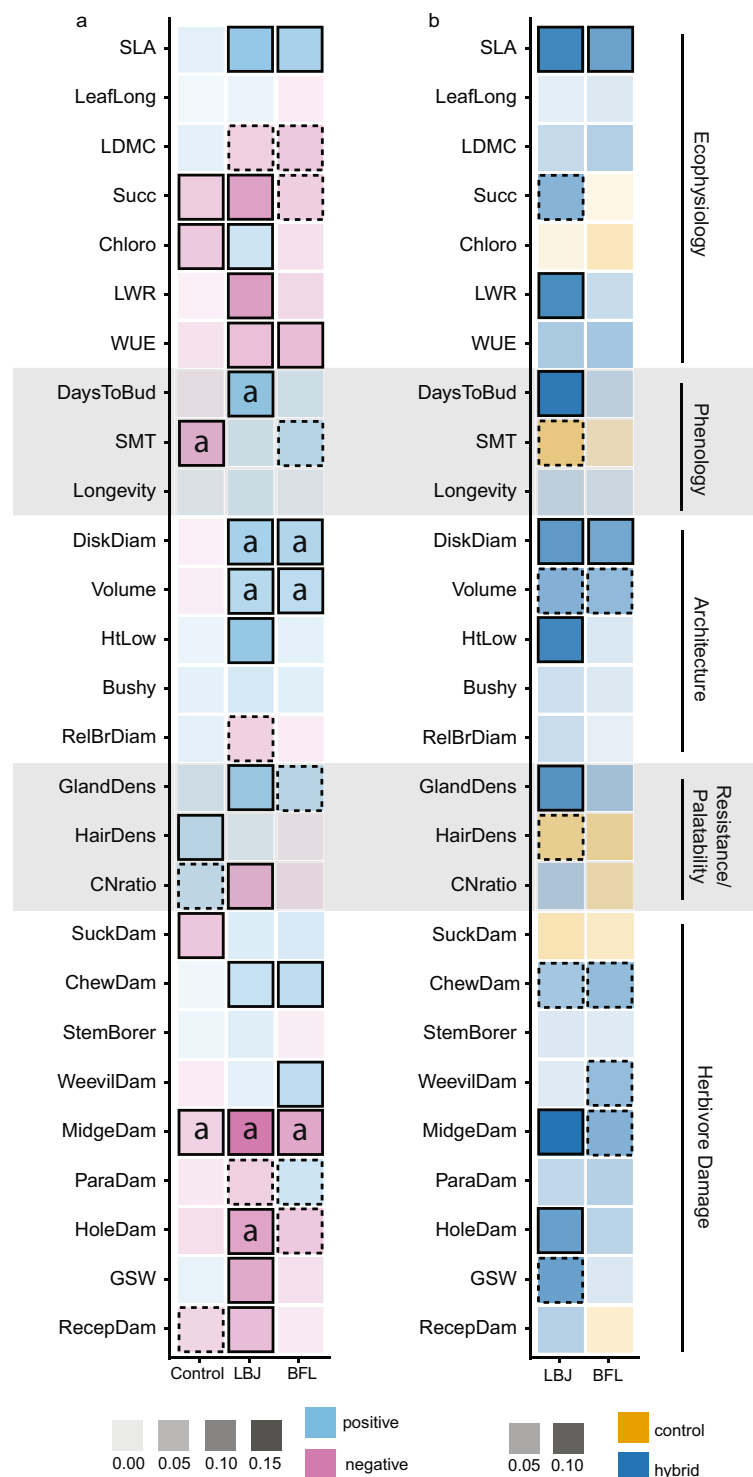 a b
SLA SLA
LeafLong LeafLong
LDMC LDMC
Succ Succ
Chloro Chloro
LWR LWR
WUE WUE
Ecophysiology
DaysToBud a DaysToBud
SMT a SMT
Longevity Longevity
Phenology
DiskDiam a a DiskDiam
Volume a a Volume
HtLow HtLow
Bushy Bushy
RelBrDiam RelBrDiam
Architecture
GlandDens GlandDens
HairDens HairDens
CNratio CNratio
Resistance/
Palatability
SuckDam SuckDam
ChewDam ChewDam
StemBorer StemBorer
WeevilDam WeevilDam
MidgeDam a a a MidgeDam
ParaDam ParaDam
HoleDam a HoleDam
GSW GSW
RecepDam RecepDam
Herbivore Damage
Control LBJ BFL LBJ BFL
0.00 0.05 0.10 0.15
positive
negative
0.05 0.10
control
hybrid